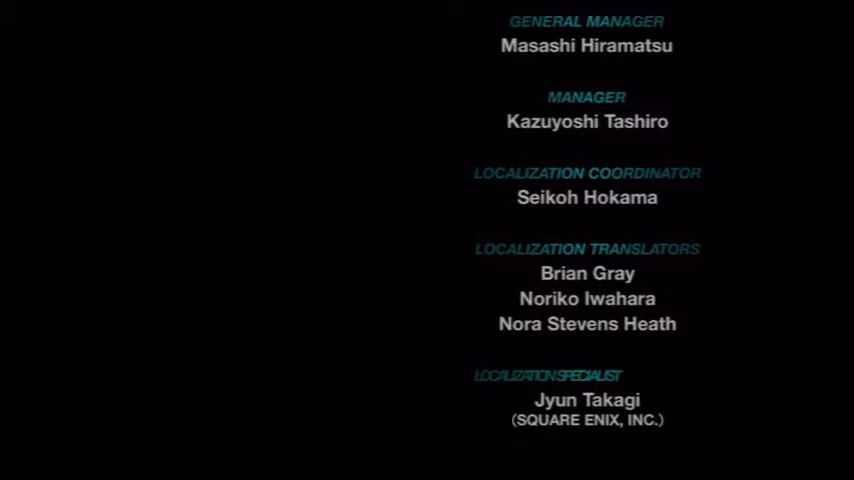 GENERAL MANAGER
Masashi Hiramatsu
MANAGER
Kazuyoshi Tashiro
LOCALIZATION COORDINATOR
Seikoh Hokama
LOCALIZATION TRANSLATORS
Brian Gray
Noriko Iwahara
Nora Stevens Heath
LOCALIZATION SPECIALIST
Jyun Takagi
(SQUARE ENIX, INC.)